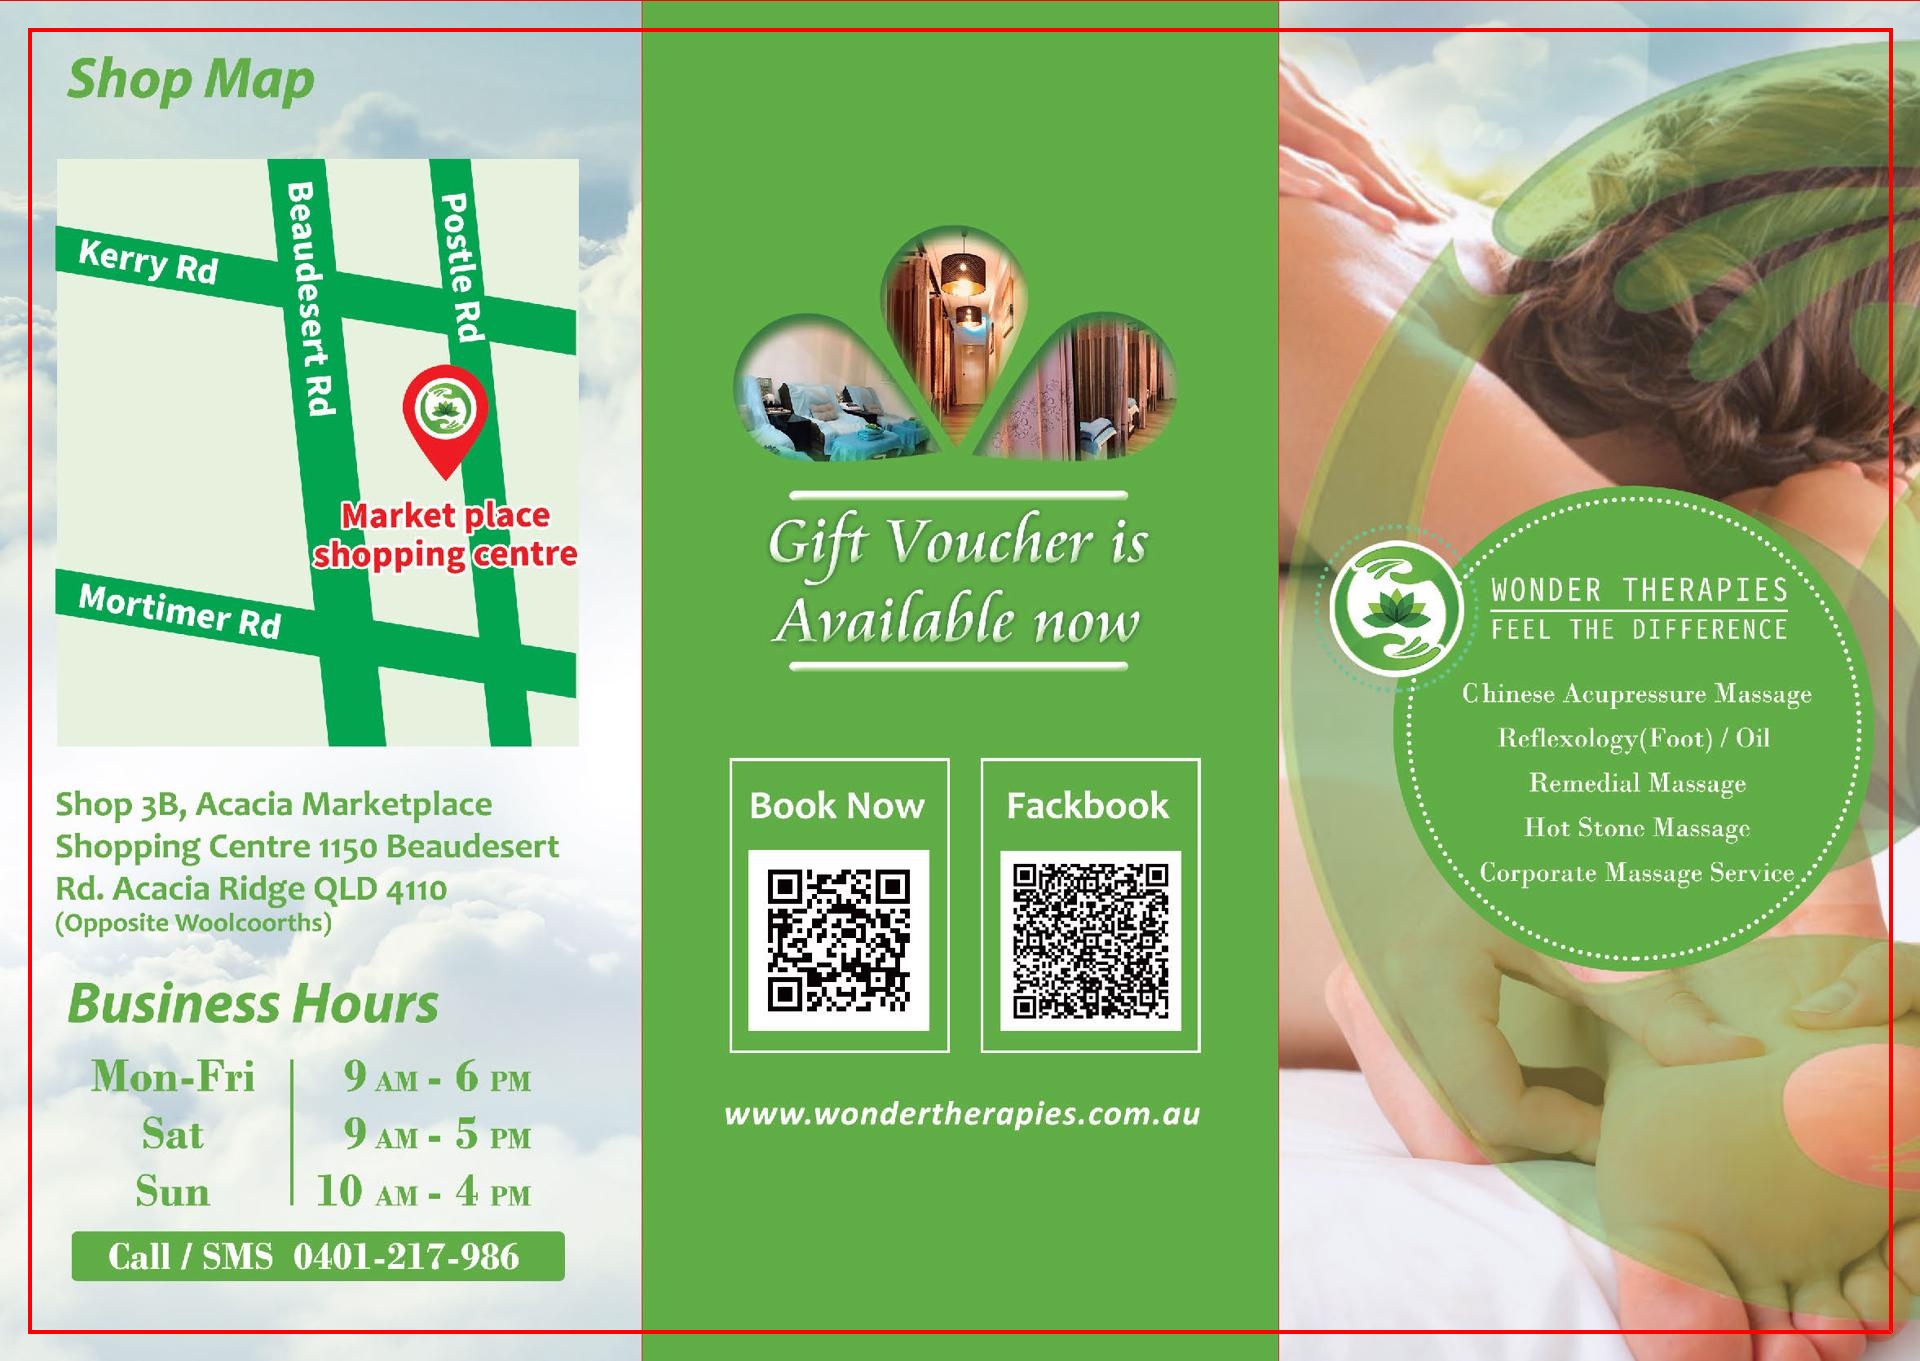 Shop Map
Kerry Rd
Beaudesert Rd
Postle Rd
Market place
shopping centre
Mortimer Rd
Shop 3B, Acacia Marketplace
Shopping Centre 1150 Beaudesert
Rd. Acacia Ridge QLD 4110
(Opposite Woolcoorths)
Business Hours
Mon-Fri 9 AM - 6 PM
Sat 9 AM - 5 PM
Sun 10 AM - 4 PM
Call / SMS 0401-217-986
Gift Voucher is
Available now
Book Now
Fackbook
www.wondertherapies.com.au
WONDER THERAPIES
FEEL THE DIFFERENCE
Chinese Acupressure Massage
Reflexology(Foot) / Oil
Remedial Massage
Hot Stone Massage
Corporate Massage Service